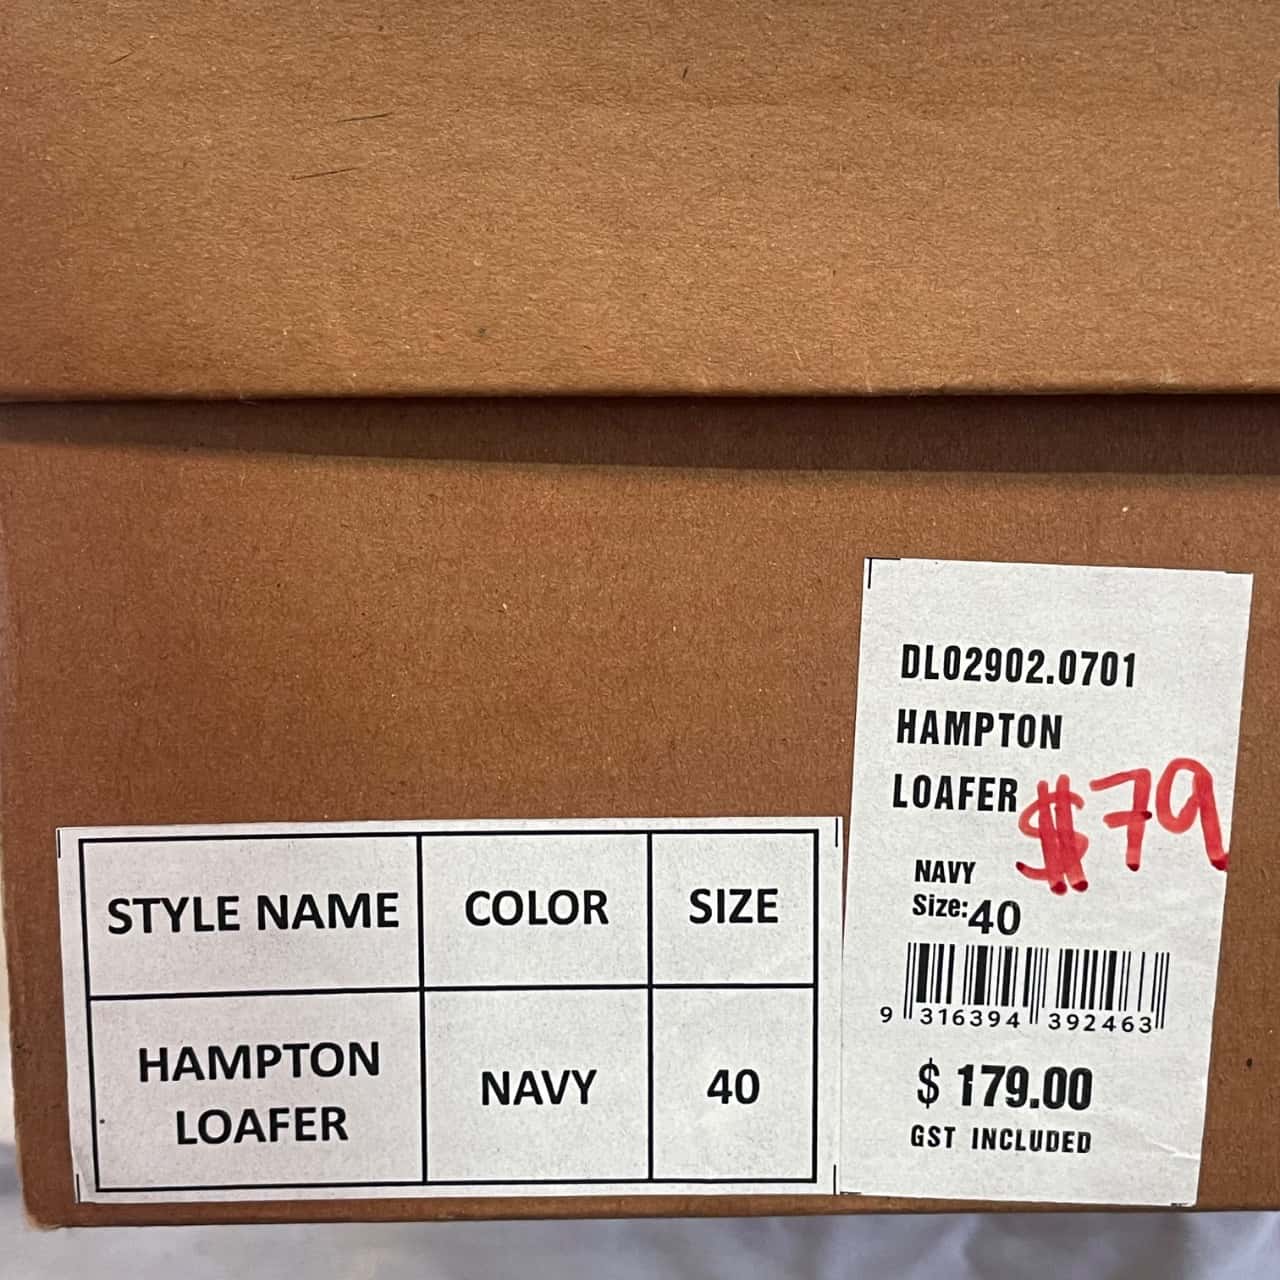 STYLE NAME COLOR SIZE
HAMPTON
LOAFER NAVY 40
DL02902.0701
HAMPTON
LOAFER $79
NAVY
Size:40
9 316394 392463
$ 179.00
GST INCLUDED